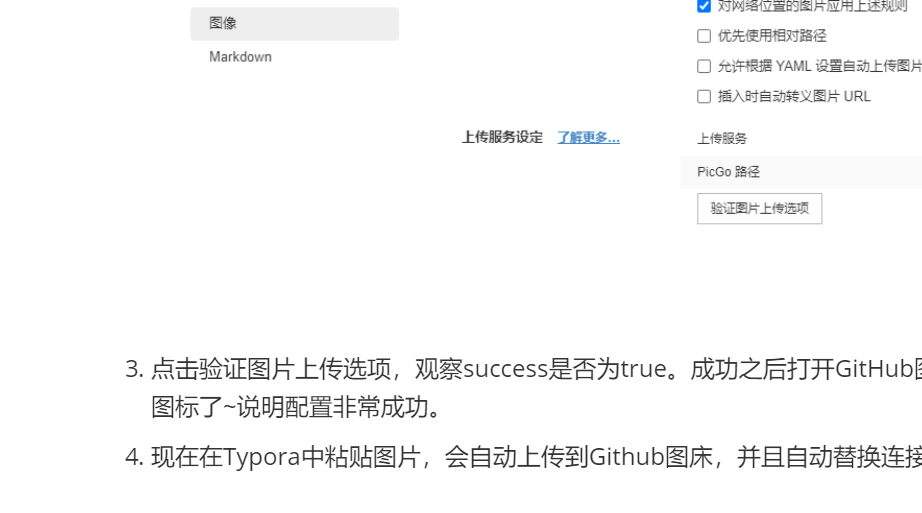 图像
Markdown
对网络位置的图片应用上述规则
优先使用相对路径
允许根据 YAML 设置自动上传图片
插入时自动转义图片 URL
上传服务设定 了解更多...
上传服务
PicGo 路径
验证图片上传选项
3. 点击验证图片上传选项，观察success是否为true。成功之后打开GitHub
图标了~说明配置非常成功。
4. 现在在Typora中粘贴图片，会自动上传到Github图床，并且自动替换连接